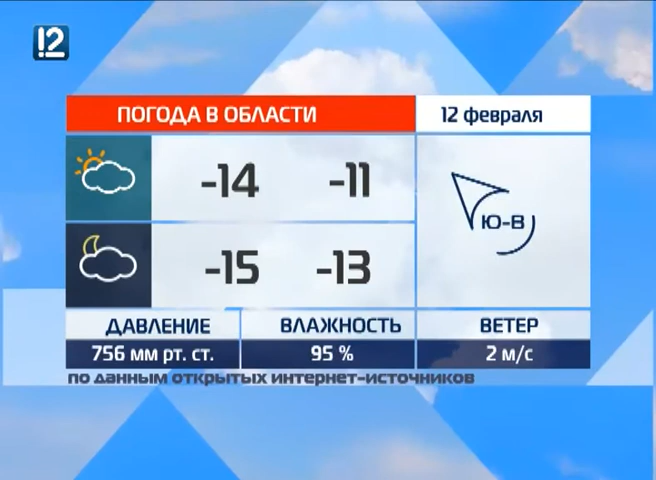 12
ПОГОДА В ОБЛАСТИ
12 февраля
-14 -11
Ю-В
-15 -13
ДАВЛЕНИЕ ВЛАЖНОСТЬ ВЕТЕР
756 мм рт. ст. 95 % 2 м/с
по данным открытых интернет-источников